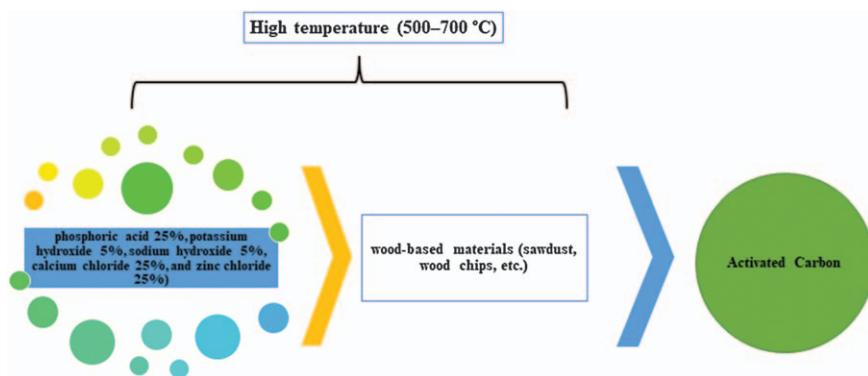 High temperature (500–700 °C)
phosphoric acid 25%, potassium
hydroxide 5%, sodium hydroxide 5%,
calcium chloride 25%, and zinc chloride
25%)
wood-based materials (sawdust,
wood chips, etc.)
Activated Carbon